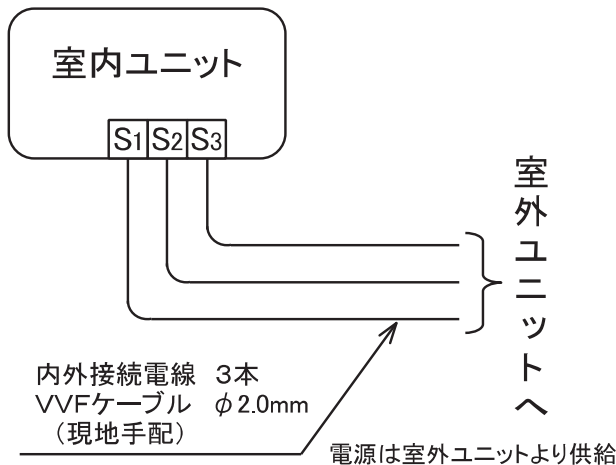 室内ユニット
S1 S2 S3
室外ユニットへ
内外接続電線 3本
VVFケーブル φ2.0mm
（現地手配）
電源は室外ユニットより供給